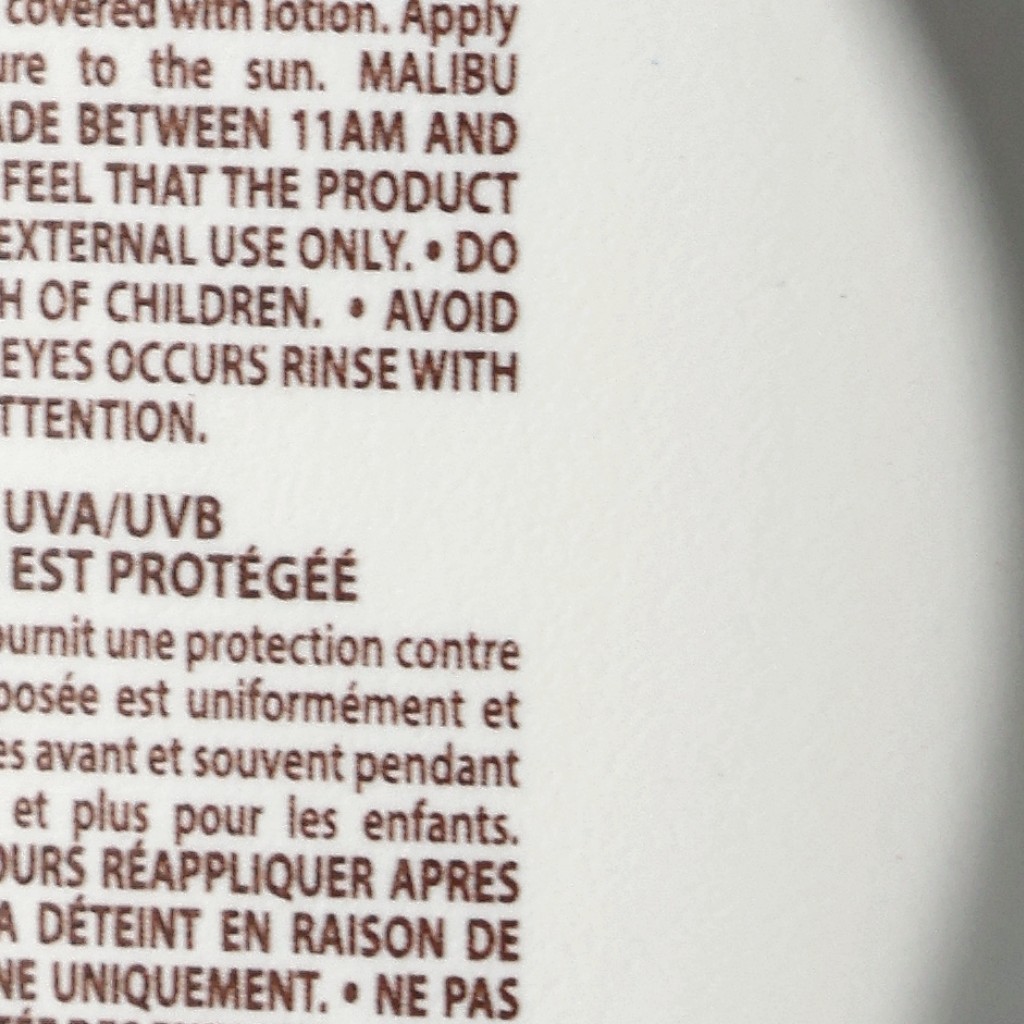 covered with lotion. Apply
to the sun. MALIBU
BETWEEN 11AM AND
FEEL THAT THE PRODUCT
EXTERNAL USE ONLY. • DO
OF CHILDREN. • AVOID
EYES OCCURS RINSE WITH
TTENTION.
UVA/UVB
EST PROTÉGÉÉ
ournit une protection contre
posée est uniformément et
es avant et souvent pendant
et plus pour les enfants.
OURS RÉAPPLIQUER APRES
A DÉTEINT EN RAISON DE
NE UNIQUEMENT. • NE PAS